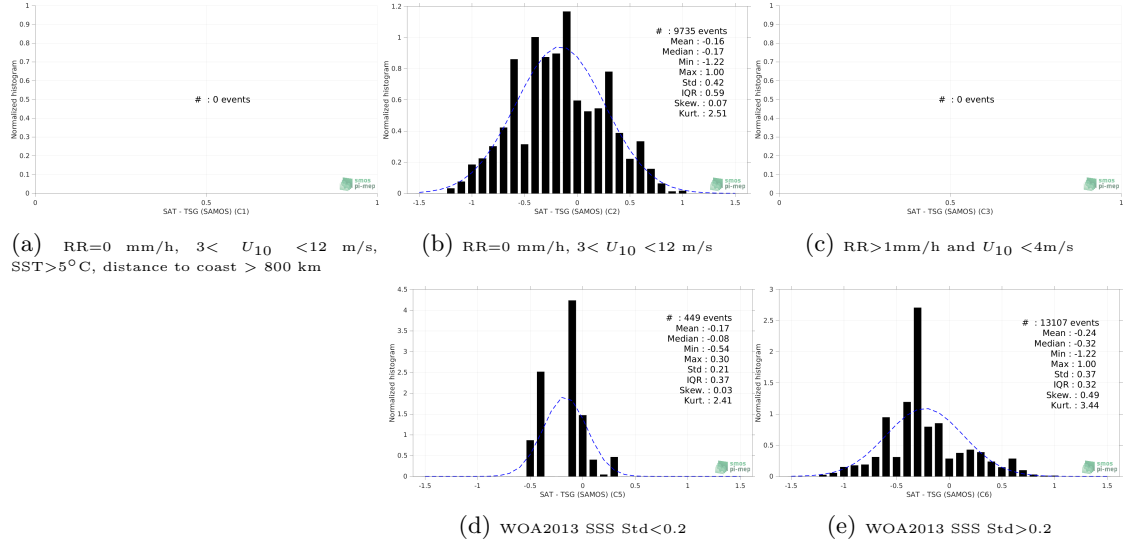 1
0.9
0.8
0.7
0.6
0.5
0.4
0.3
0.2
0.1
0
Normalized histogram
# : 0 events
0 0.5 1
SAT - TSG (SAMOS) (C1)
smos
pi-mep
(a) RR=0 mm/h, 3< U10 <12 m/s,
SST>5°C, distance to coast > 800 km
1.2
1
0.8
0.6
0.4
0.2
0
Normalized histogram
# : 9735 events
Mean : -0.16
Median : -0.17
Min : -1.22
Max : 1.00
Std : 0.42
IQR : 0.59
Skew. : 0.07
Kurt. : 2.51
-1.5 -1 -0.5 0 0.5 1 1.5
SAT - TSG (SAMOS) (C2)
smos
pi-mep
(b) RR=0 mm/h, 3< U10 <12 m/s
1
0.9
0.8
0.7
0.6
0.5
0.4
0.3
0.2
0.1
0
Normalized histogram
# : 0 events
0 0.5 1
SAT - TSG (SAMOS) (C3)
smos
pi-mep
(c) RR>1mm/h and U10 <4m/s
4.5
4
3.5
3
2.5
2
1.5
1
0.5
0
Normalized histogram
# : 449 events
Mean : -0.17
Median : -0.08
Min : -0.54
Max : 0.30
Std : 0.21
IQR : 0.37
Skew. : 0.03
Kurt. : 2.41
-1.5 -1 -0.5 0 0.5 1 1.5
SAT - TSG (SAMOS) (C5)
smos
pi-mep
(d) WOA2013 SSS Std<0.2
3
2.5
2
1.5
1
0.5
0
Normalized histogram
# : 13107 events
Mean : -0.24
Median : -0.32
Min : -1.22
Max : 1.00
Std : 0.37
IQR : 0.32
Skew. : 0.49
Kurt. : 3.44
-1.5 -1 -0.5 0 0.5 1 1.5
SAT - TSG (SAMOS) (C6)
smos
pi-mep
(e) WOA2013 SSS Std>0.2